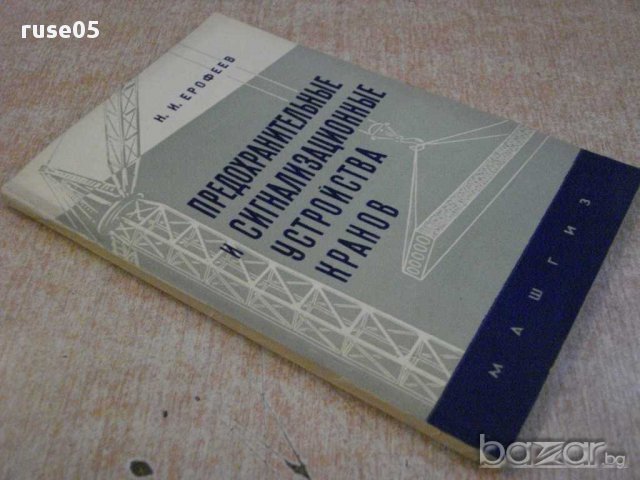 ruse05
Н. И. ЕРОФЕЕВ
ПРЕДОХРАНИТЕЛЬНЫЕ
И СИГНАЛИЗАЦИОННЫЕ
УСТРОЙСТВА
КРАНОВ
МАШГИЗ
bazar.bg